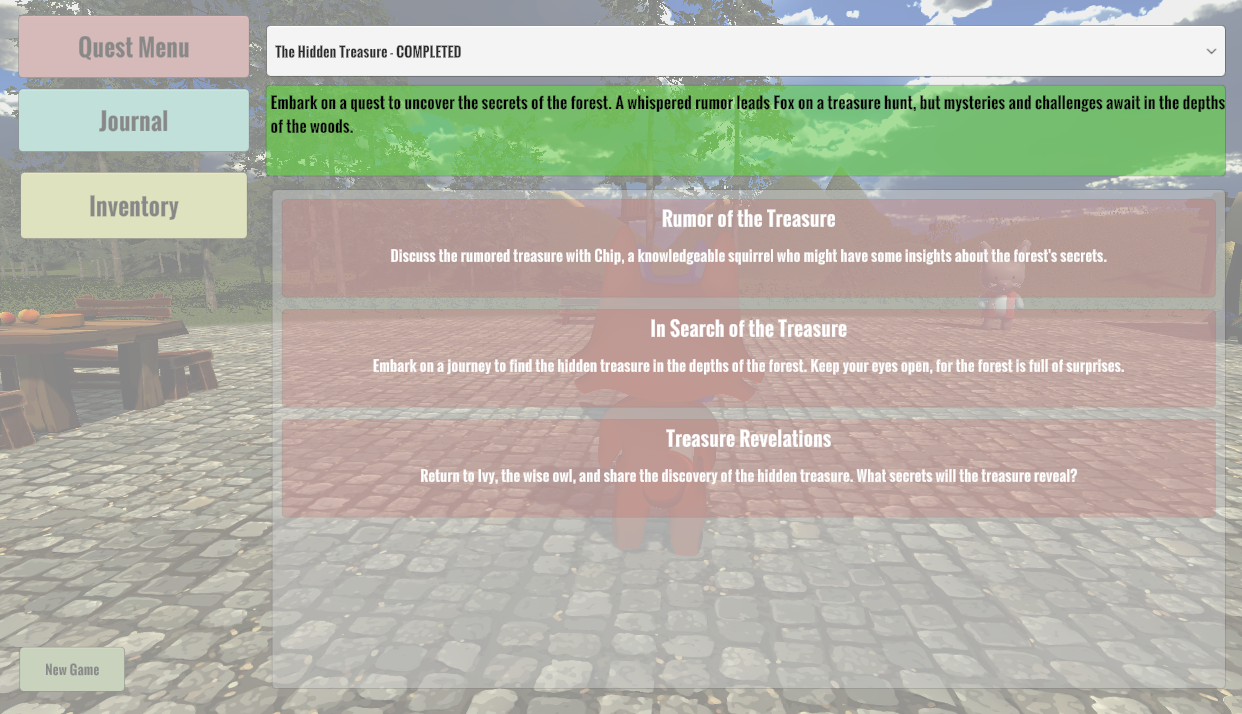 Quest Menu
Journal
Inventory
New Game
The Hidden Treasure - COMPLETED
Embark on a quest to uncover the secrets of the forest. A whispered rumor leads Fox on a treasure hunt, but mysteries and challenges await in the depths
of the woods.
Rumor of the Treasure
Discuss the rumored treasure with Chip, a knowledgeable squirrel who might have some insights about the forest's secrets.
In Search of the Treasure
Embark on a journey to find the hidden treasure in the depths of the forest. Keep your eyes open, for the forest is full of surprises.
Treasure Revelations
Return to Ivy, the wise owl, and share the discovery of the hidden treasure. What secrets will the treasure reveal?